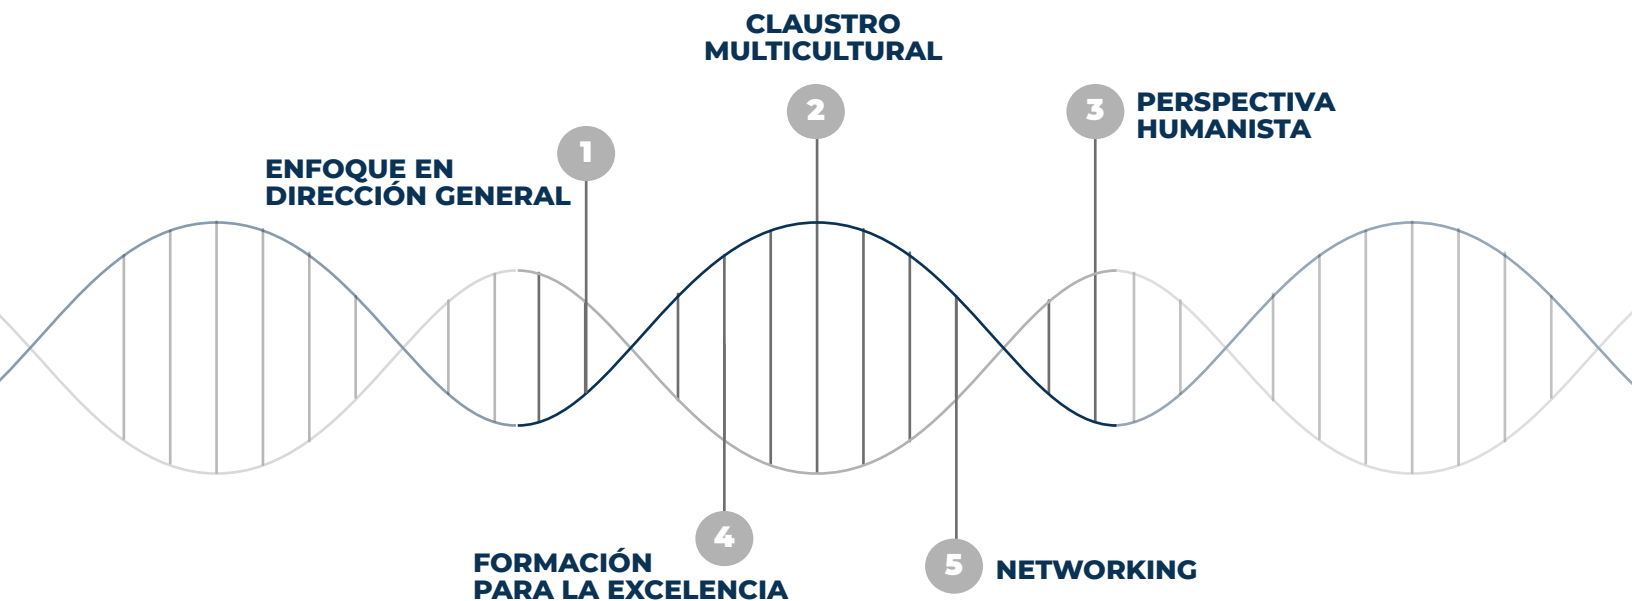 1
ENFOQUE EN
DIRECCIÓN GENERAL
2
CLAUSTRO
MULTICULTURAL
3
PERSPECTIVA
HUMANISTA
4
FORMACIÓN
PARA LA EXCELENCIA
5
NETWORKING